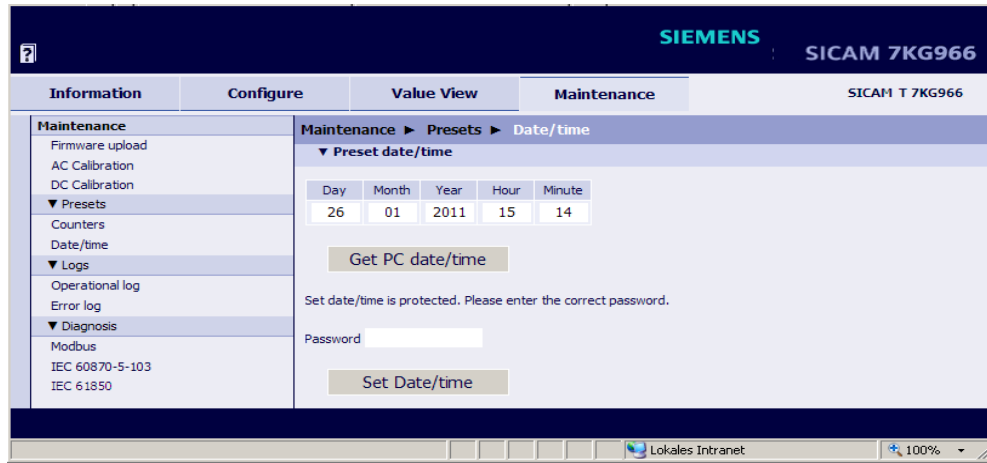 SIEMENS
?
SICAM 7KG966
Information Configure Value View Maintenance SICAM T 7KG966
Maintenance
Firmware upload
AC Calibration
DC Calibration
▼ Presets
Counters
Date/time
▼ Logs
Operational log
Error log
▼ Diagnosis
Modbus
IEC 60870-5-103
IEC 61850
Maintenance ► Presets ► Date/time
▼ Preset date/time
Day Month Year Hour Minute
26 01 2011 15 14
Get PC date/time
Set date/time is protected. Please enter the correct password.
Password
Set Date/time
Lokales Intranet 100%